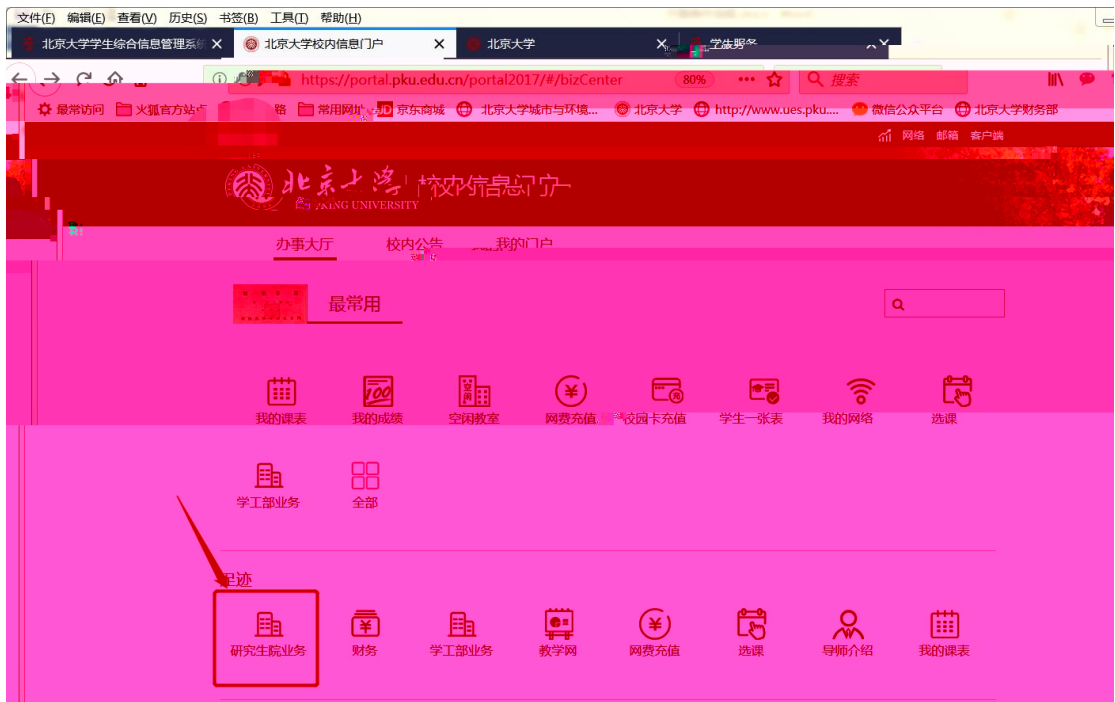 文件(F) 编辑(E) 查看(V) 历史(S) 书签(B) 工具(T) 帮助(H)
北京大学学生综合信息管理系统 北京大学校内信息门户 北京大学
https://portal.pku.edu.cn/portal2017/#/bizCenter 80% 搜索
最常访问 火狐官方站点 常用网址 JD 京东商城 北京大学城市与环境... 北京大学 http://www.ues.pku.... 微信公众平台 北京大学财务部
网络 邮箱 客户端
北京大学 校内信息门户
UNIVERSITY
办事大厅 校内公告 我的门户
最常用
我的课表 我的成绩 空闲教室 网费充值 校园卡充值 学生一张表 我的网络 选课
学工部业务 全部
足迹
研究生院业务 财务 学工部业务 教学网 网费充值 选课 导师介绍 我的课表